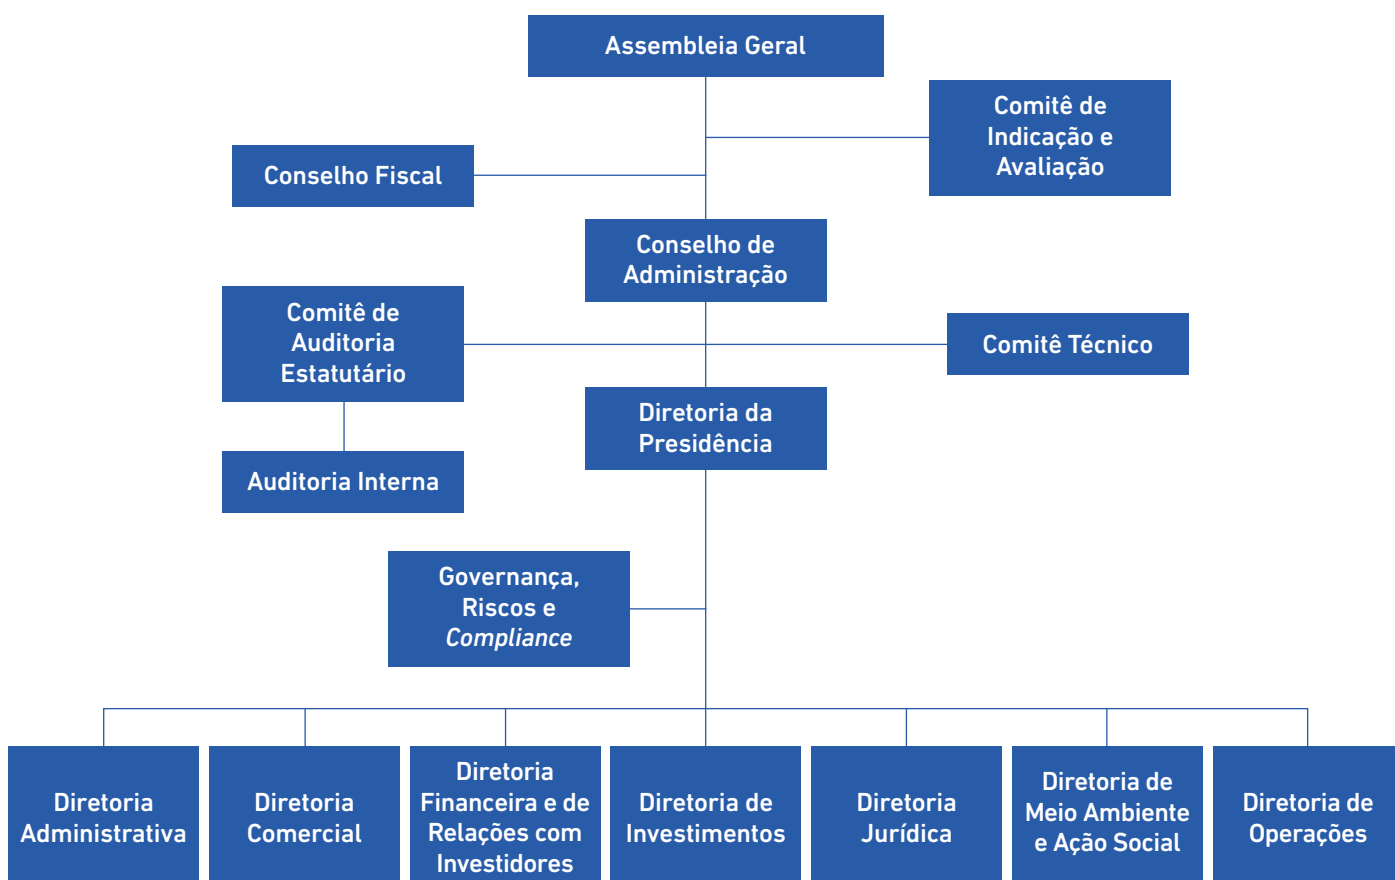 Assembleia Geral
Comitê de
Indicação e
Avaliação
Conselho Fiscal
Conselho de
Administração
Comitê de
Auditoria
Estatutário
Comitê Técnico
Diretoria da
Presidência
Auditoria Interna
Governança,
Riscos e
Compliance
Diretoria
Administrativa
Diretoria
Comercial
Diretoria
Financeira e de
Relações com
Investidores
Diretoria de
Investimentos
Diretoria
Jurídica
Diretoria de
Meio Ambiente
e Ação Social
Diretoria de
Operações